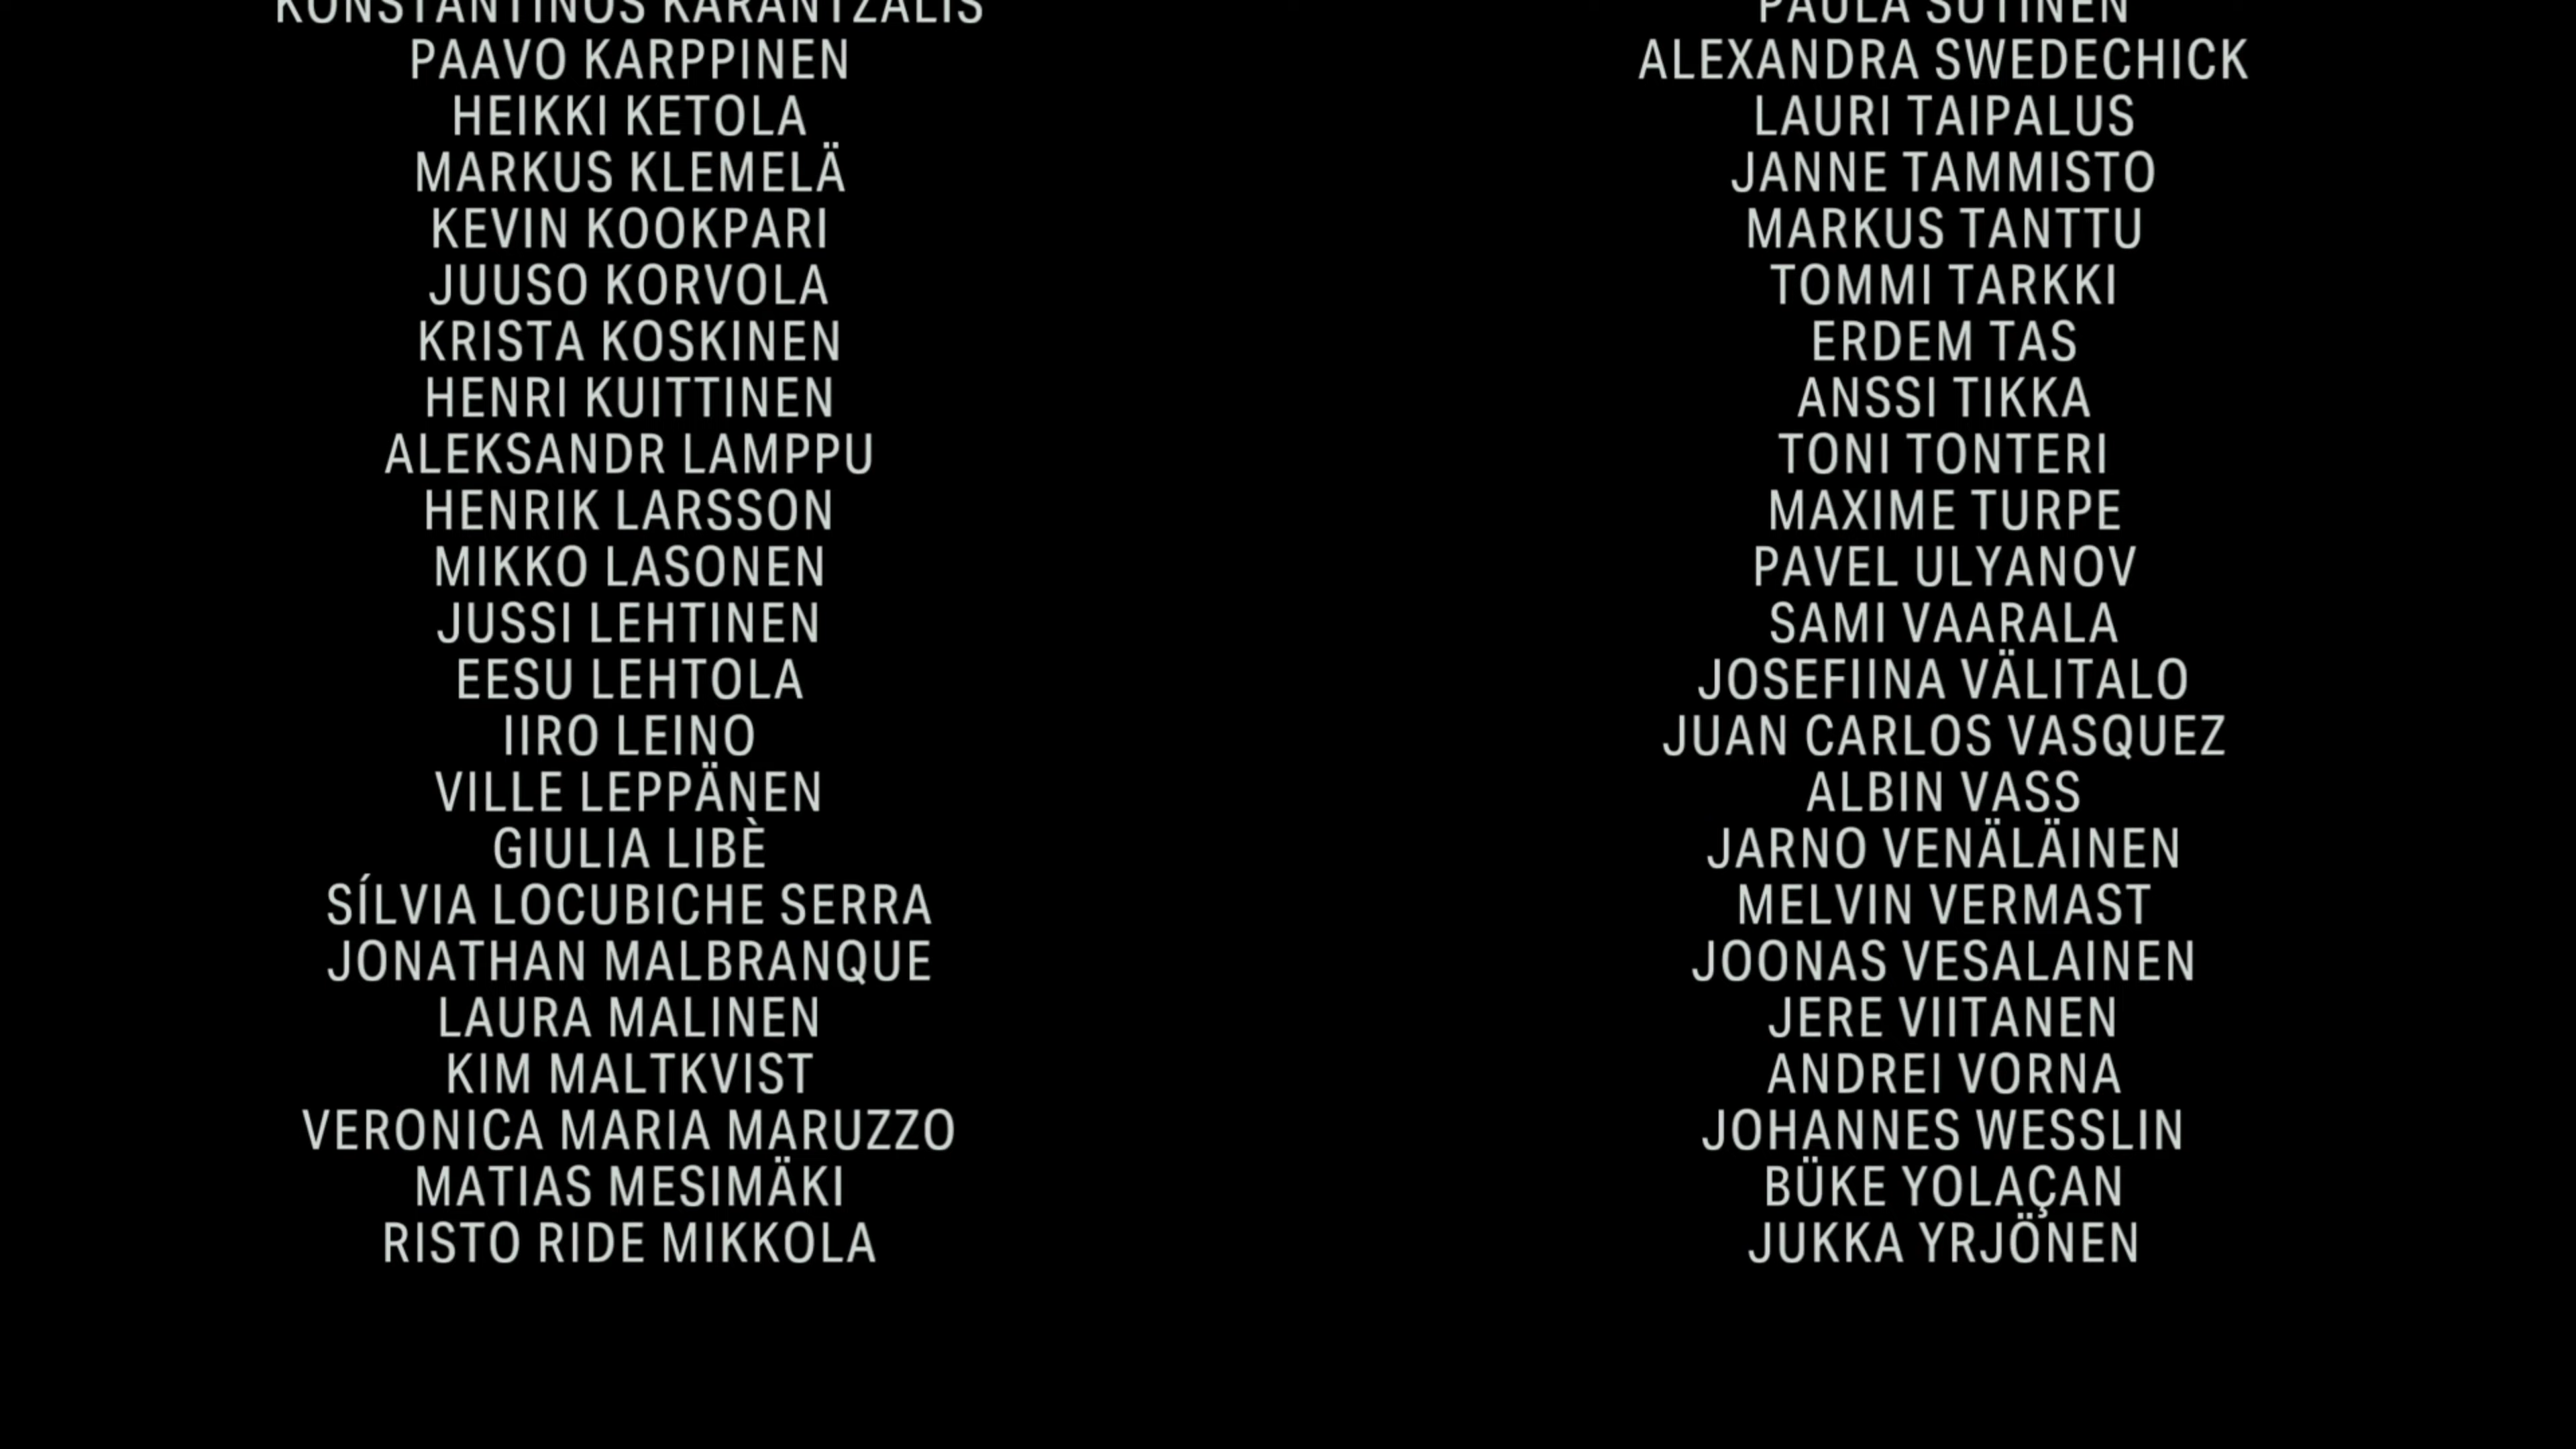 KONSTANTINOS KARANTZALIS
PAAVO KARPPINEN
HEIKKI KETOLA
MARKUS KLEMELÄ
KEVIN KOOKPARI
JUUSO KORVOLA
KRISTA KOSKINEN
HENRI KUITTINEN
ALEKSANDR LAMPPU
HENRIK LARSSON
MIKKO LASONEN
JUSSI LEHTINEN
EESU LEHTOLA
IIRO LEINO
VILLE LEPPÄNEN
GIULIA LIBÈ
SÍLVIA LOCUBICHE SERRA
JONATHAN MALBRANQUE
LAURA MALINEN
KIM MALTKVIST
VERONICA MARIA MARUZZO
MATIAS MESIMÄKI
RISTO RIDE MIKKOLA
PAULA SUTINEN
ALEXANDRA SWEDECHICK
LAURI TAIPALUS
JANNE TAMMISTO
MARKUS TANTTU
TOMMI TARKKI
ERDEM TAS
ANSSI TIKKA
TONI TONTERI
MAXIME TURPE
PAVEL ULYANOV
SAMI VAARALA
JOSEFIINA VÄLITALO
JUAN CARLOS VASQUEZ
ALBIN VASS
JARNO VENÄLÄINEN
MELVIN VERMAST
JOONAS VESALAINEN
JERE VIITANEN
ANDREI VORNA
JOHANNES WESSLIN
BÜKE YOLAÇAN
JUKKA YRJÖNEN